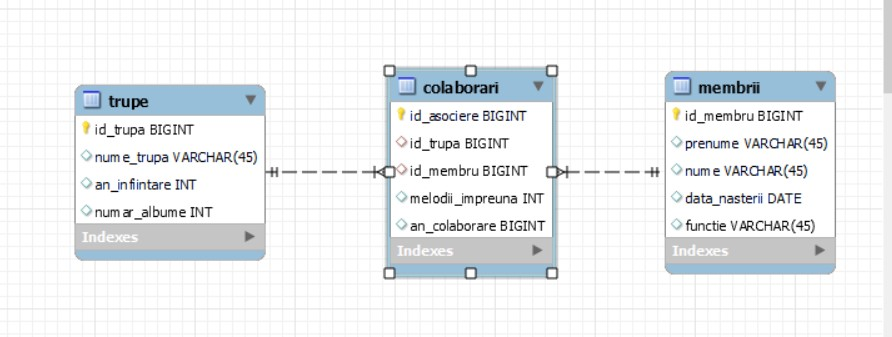 trupe
id_trupa BIGINT
nume_trupa VARCHAR(45)
an_infiintare INT
numar_albume INT
Indexes
colaborari
id_asociere BIGINT
id_trupa BIGINT
id_membru BIGINT
melodii_impreuna INT
an_colaborare BIGINT
Indexes
membrii
id_membru BIGINT
prenume VARCHAR(45)
nume VARCHAR(45)
data_nasterii DATE
functie VARCHAR(45)
Indexes